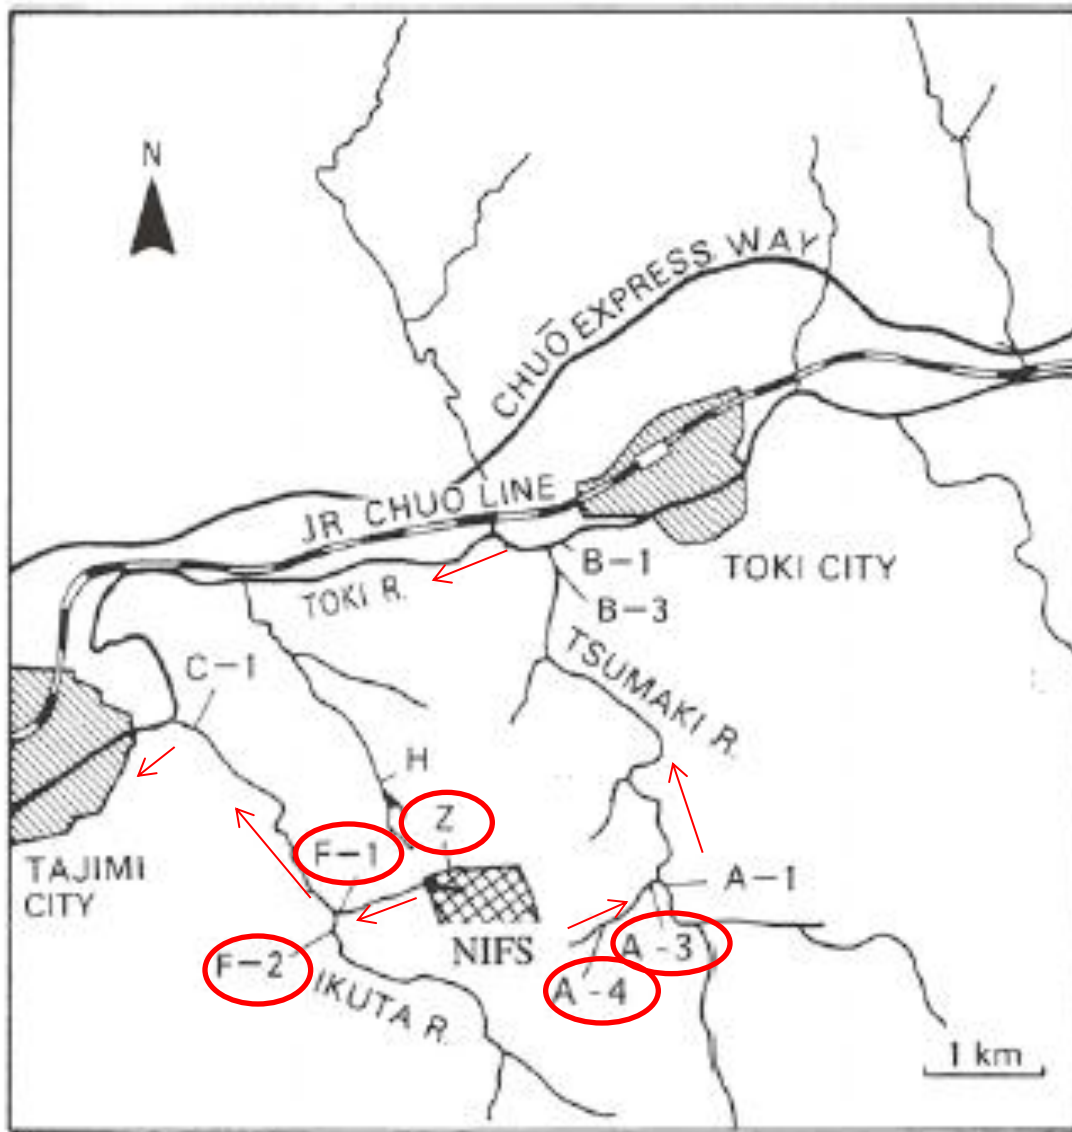 N
CHUŌ EXPRESS WAY
JR CHUO LINE
TOKI R.
B-1
B-3
TOKI CITY
TSUMAKI R.
C-1
H
Z
F-1
TAJIMI
CITY
A-1
NIFS
A-3
F-2
A-4
IKUTA R.
1 km